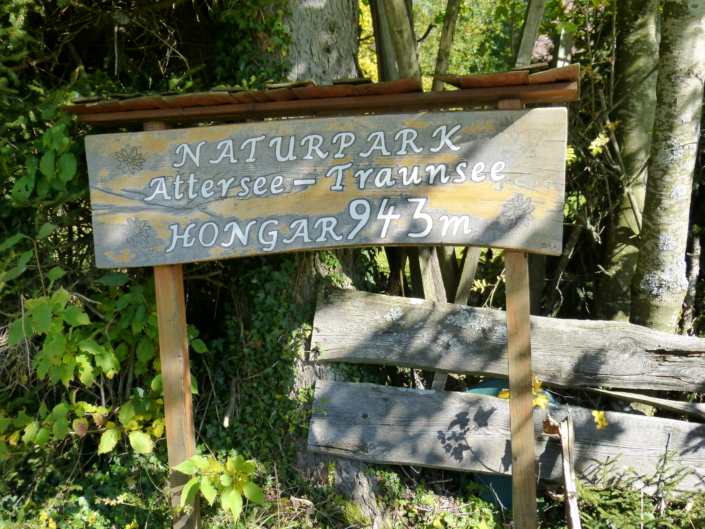 NATURPARK
Attersee – Traunsee
HONGAR 943m